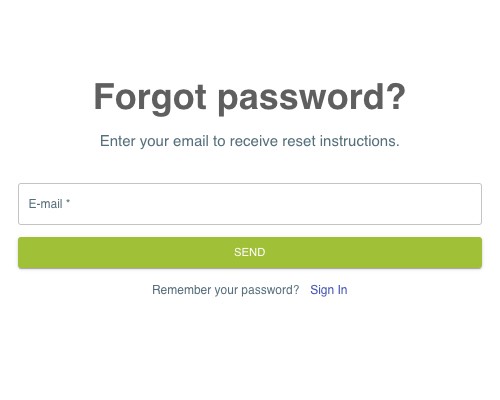 Forgot password?
Enter your email to receive reset instructions.
E-mail *
SEND
Remember your password? Sign In